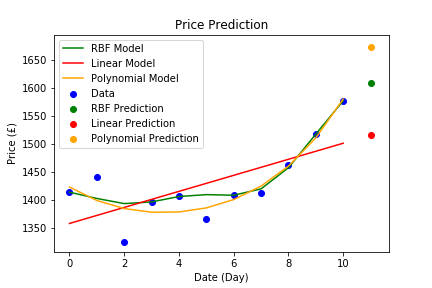 Price Prediction
RBF Model
Linear Model
Polynomial Model
Data
RBF Prediction
Linear Prediction
Polynomial Prediction
Price (£)
1650
1600
1550
1500
1450
1400
1350
0 2 4 6 8 10
Date (Day)